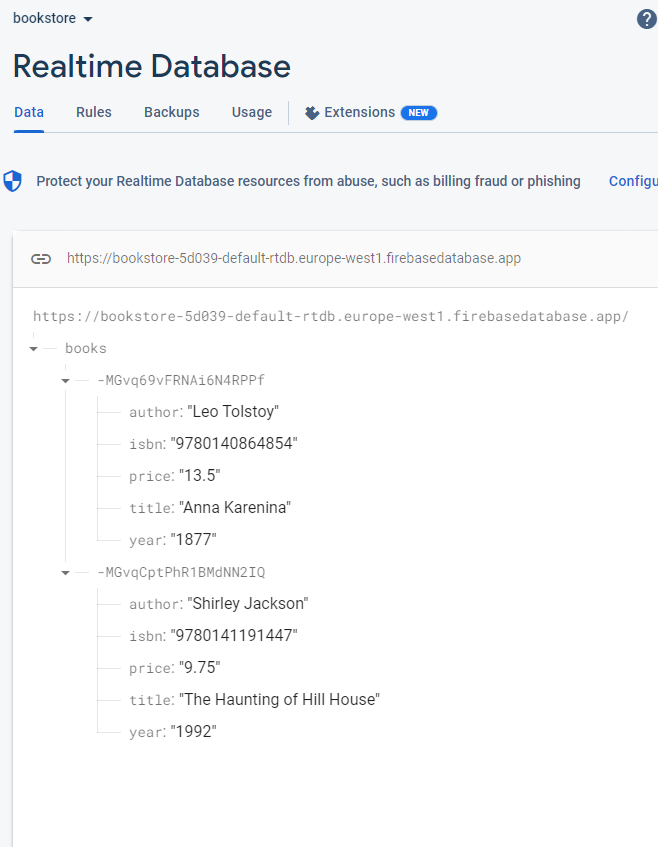 bookstore
Realtime Database
Data Rules Backups Usage Extensions NEW
Protect your Realtime Database resources from abuse, such as billing fraud or phishing Configu
https://bookstore-5d039-default-rtdb.europe-west1.firebasedatabase.app
https://bookstore-5d039-default-rtdb.europe-west1.firebasedatabase.app/
books
-MGvq69vFRNAi6N4RPPf
author: "Leo Tolstoy"
isbn: "9780140864854"
price: "13.5"
title: "Anna Karenina"
year: "1877"
-MGvqCptPhR1BMdNN2IQ
author: "Shirley Jackson"
isbn: "9780141191447"
price: "9.75"
title: "The Haunting of Hill House"
year: "1992"